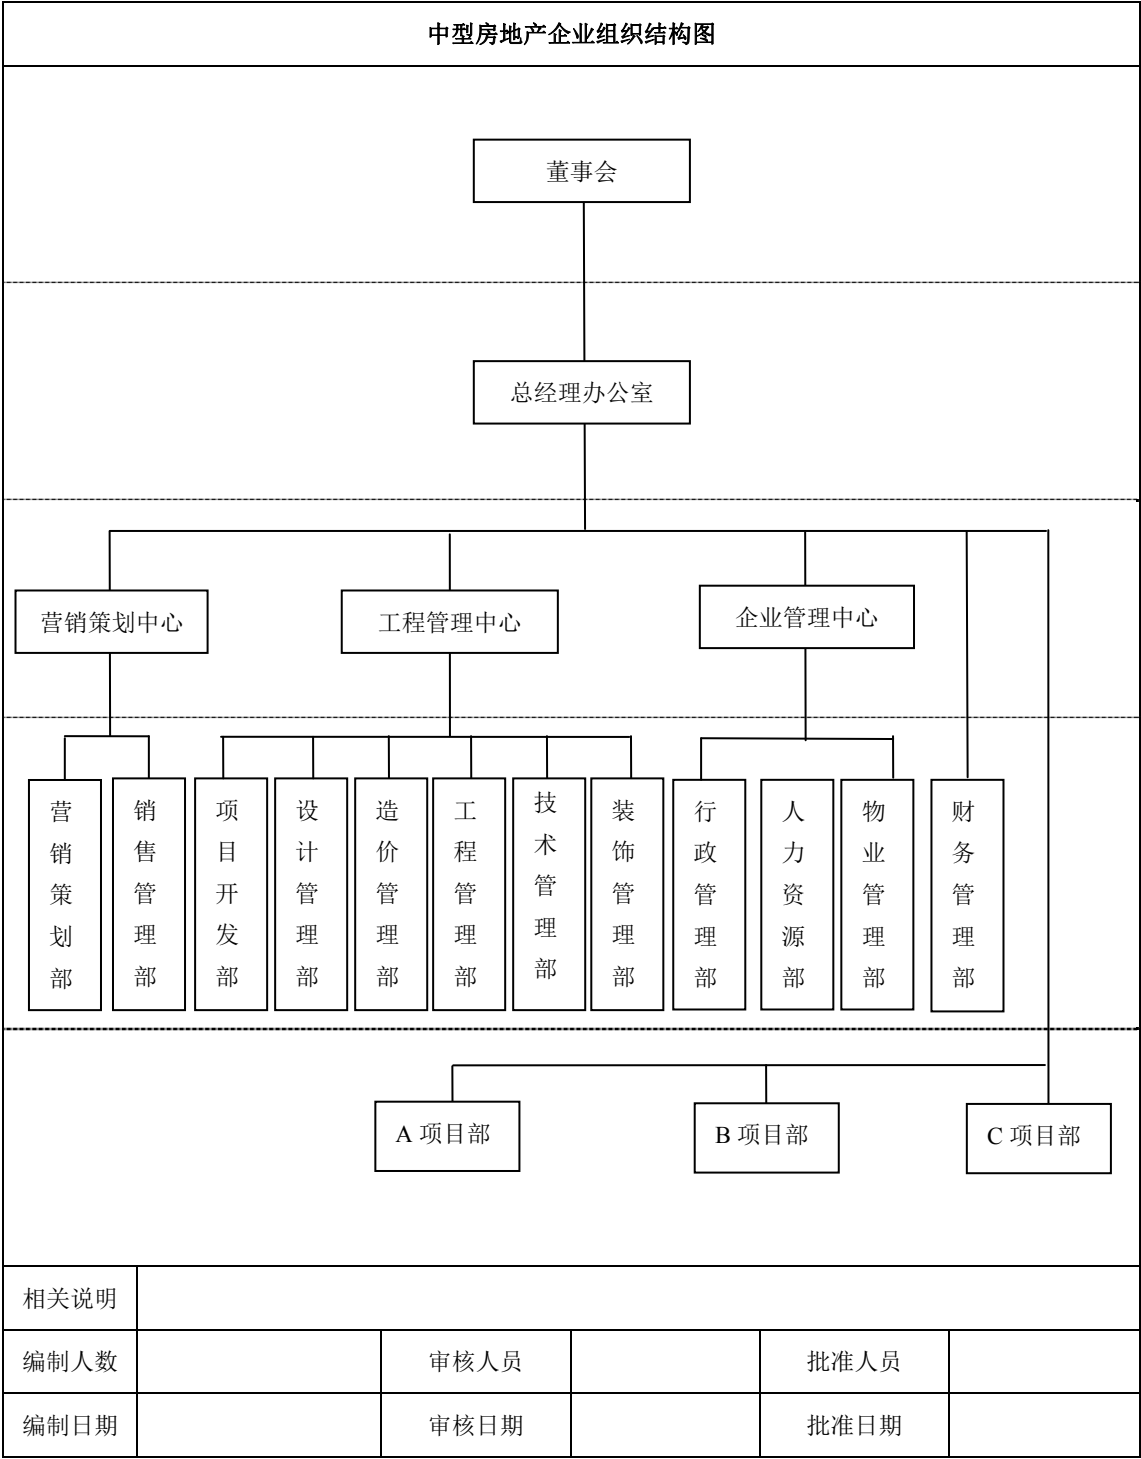 中型房地产企业组织结构图
董事会
总经理办公室
营销策划中心
工程管理中心
企业管理中心
营销策划部
销售管理部
项目开发部
设计管理部
造价管理部
工程管理部
技术管理部
装饰管理部
行政管理部
人力资源部
物业管理部
财务管理部
A 项目部
B 项目部
C 项目部
相关说明
编制人数
审核人员
批准人员
编制日期
审核日期
批准日期